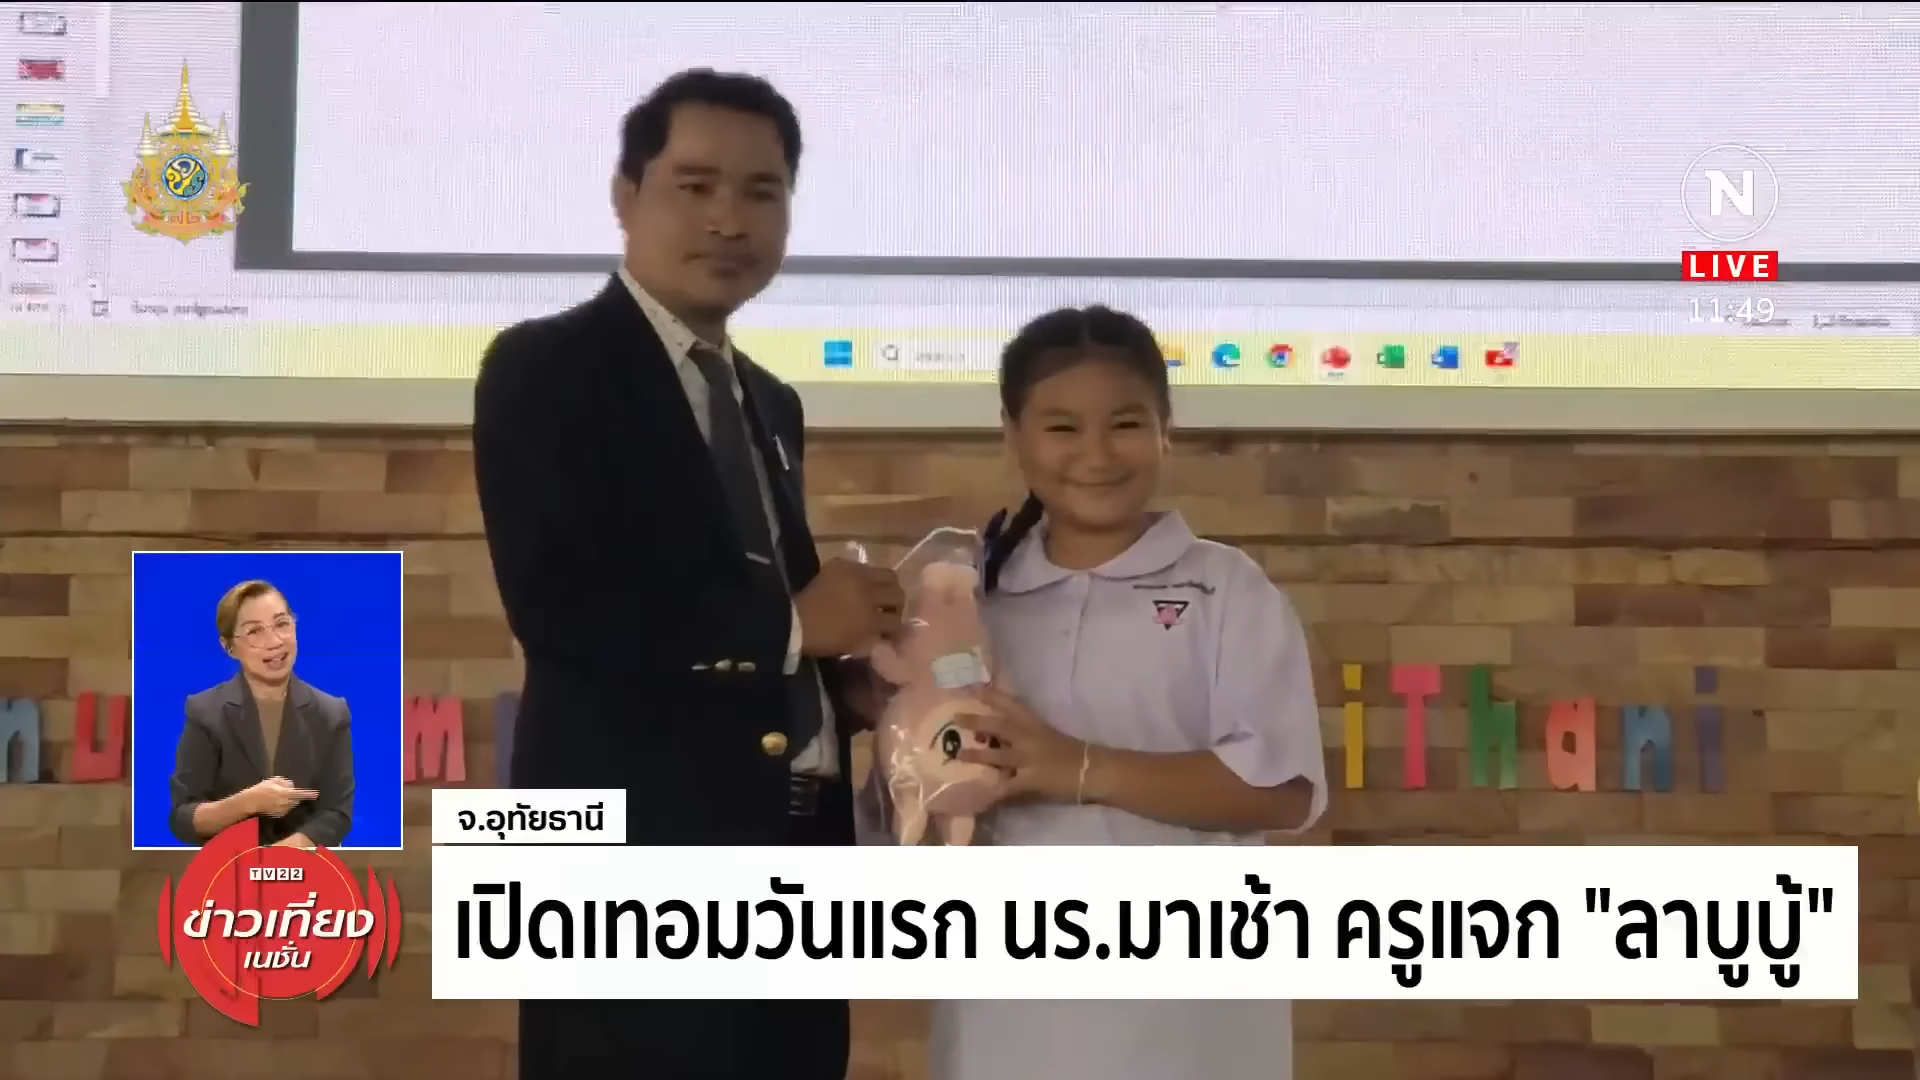 N
LIVE
11:49
iThani
จ.อุทัยธานี
TV22
ข่าวเที่ยง
เนชั่น
เปิดเทอมวันแรก นร.มาเช้า ครูแจก "ลาบูบู้"